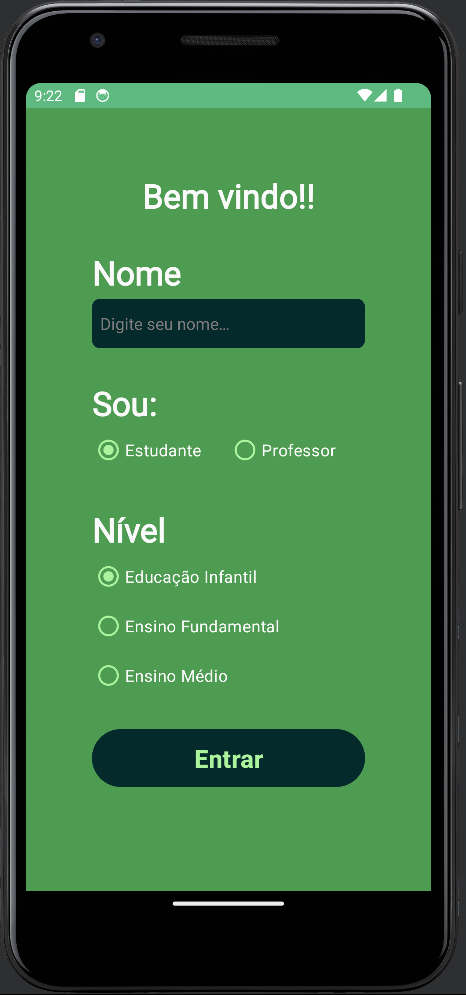 9:22
Bem vindo!!
Nome
Digite seu nome...
Sou:
Estudante Professor
Nível
Educação Infantil
Ensino Fundamental
Ensino Médio
Entrar